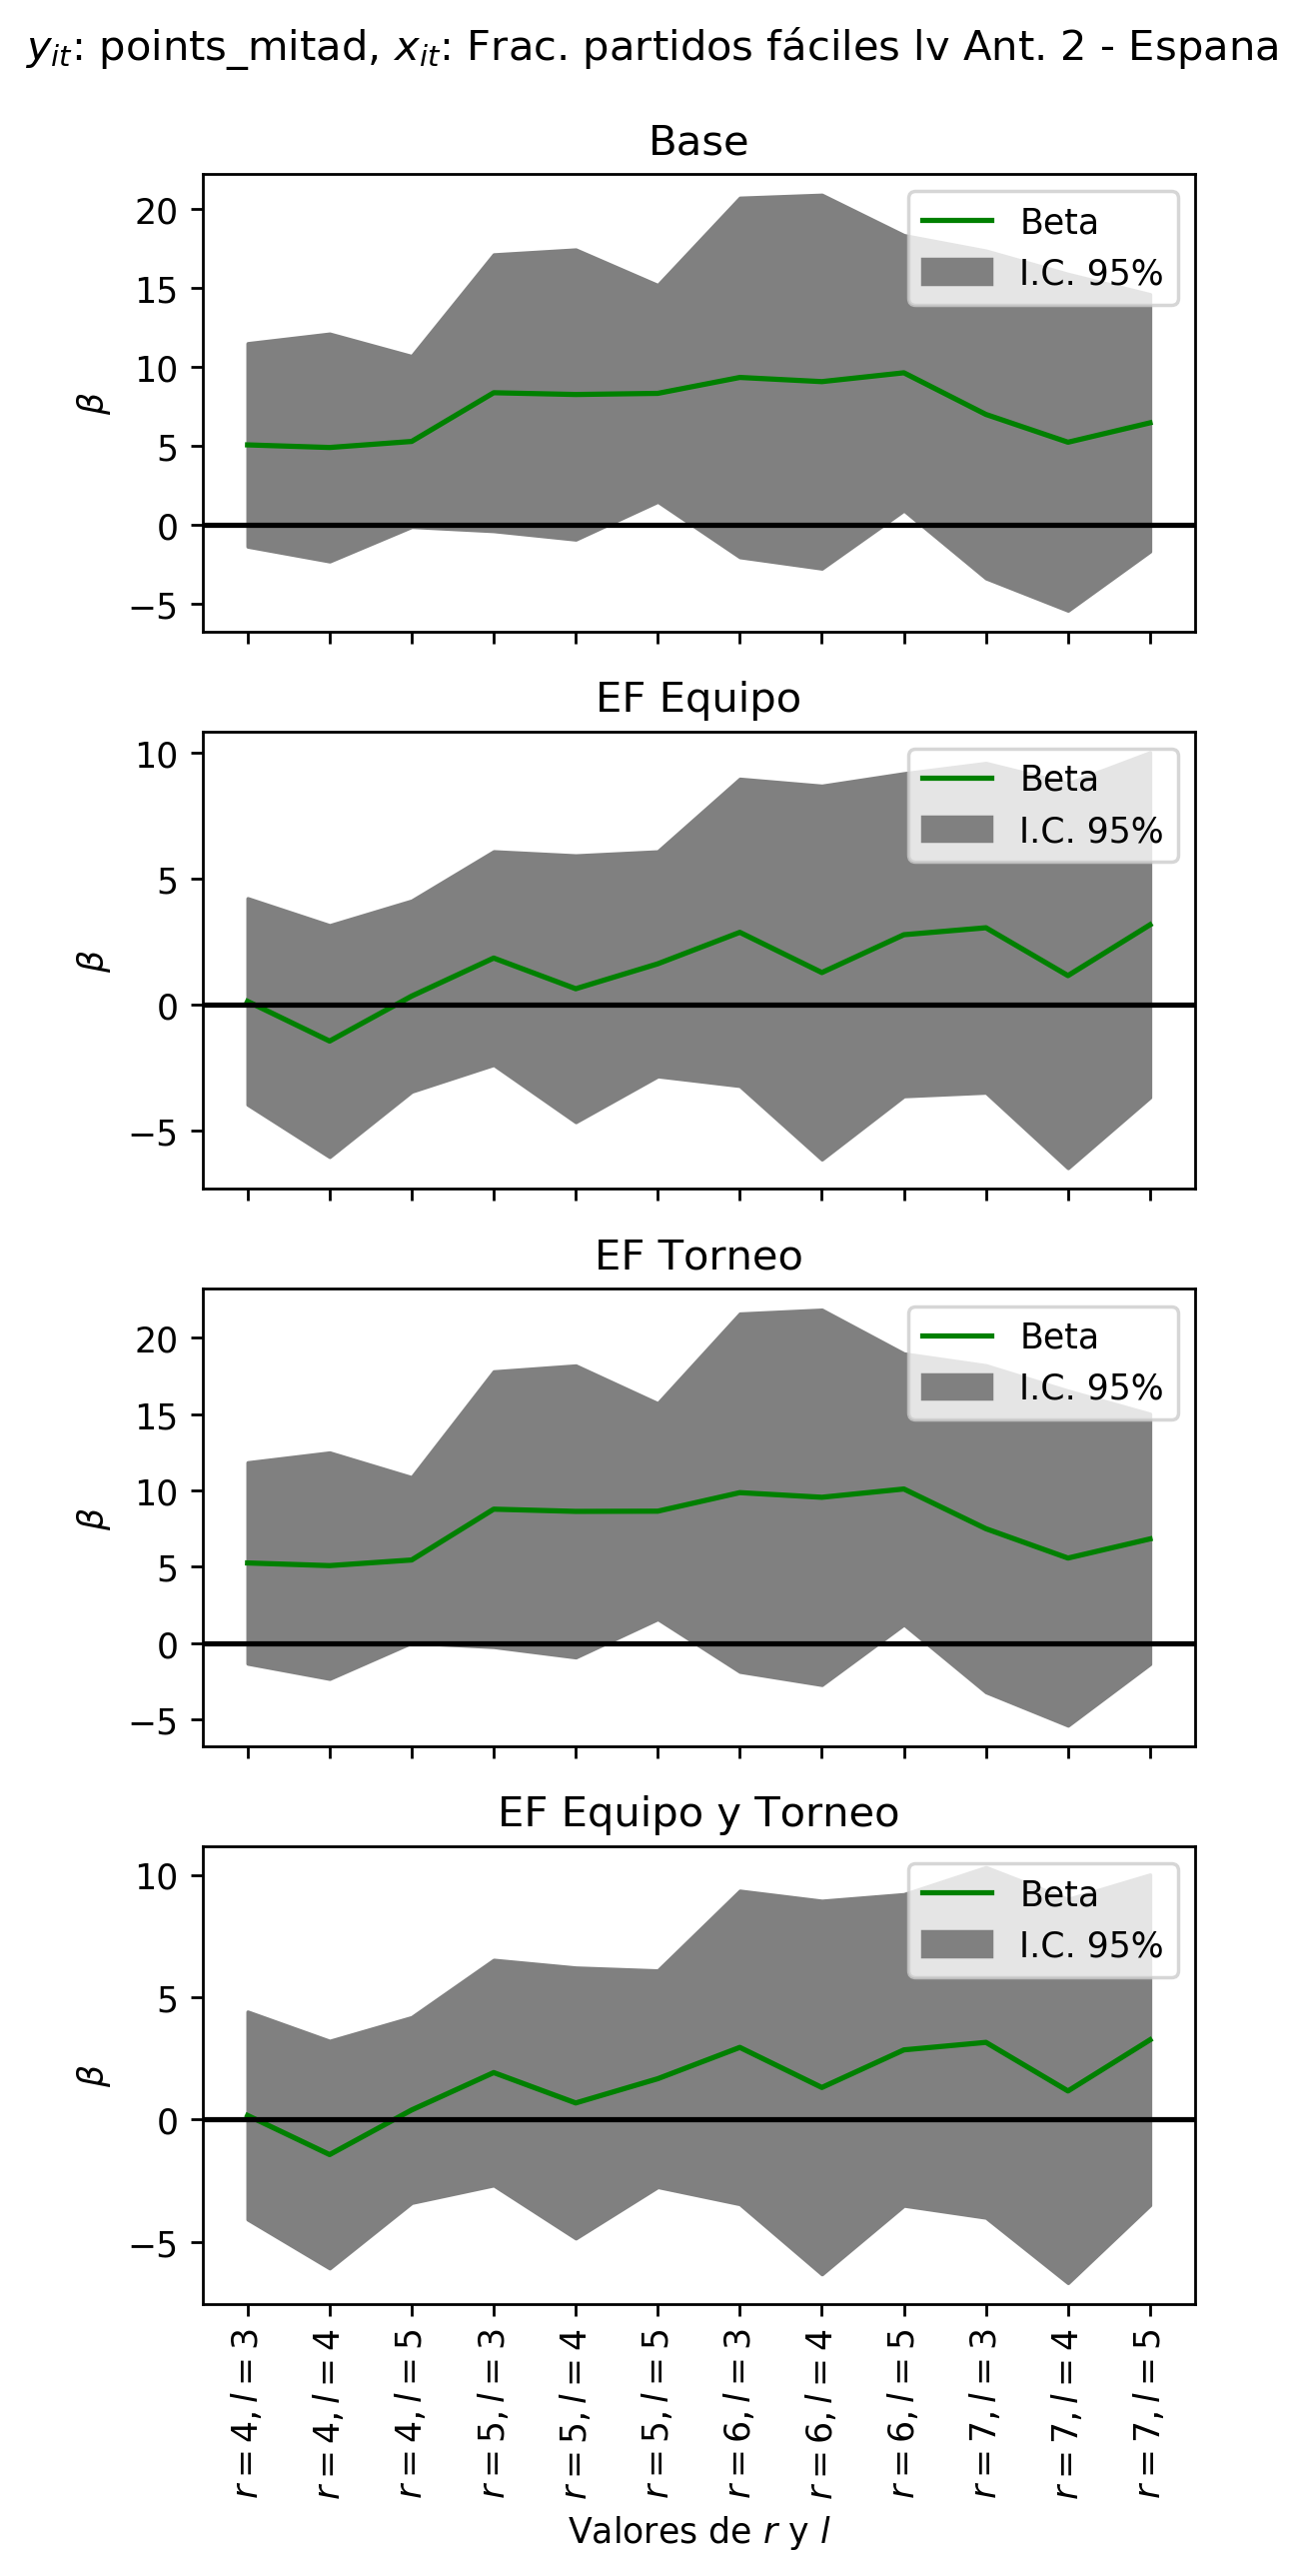 y_it: points_mitad, x_it: Frac. partidos fáciles lv Ant. 2 - Espana
Base
20
15
10
5
0
−5
β
Beta
I.C. 95%
EF Equipo
10
5
0
−5
β
Beta
I.C. 95%
EF Torneo
20
15
10
5
0
−5
β
Beta
I.C. 95%
EF Equipo y Torneo
10
5
0
−5
β
Beta
I.C. 95%
r = 4, l = 3
r = 4, l = 4
r = 4, l = 5
r = 5, l = 3
r = 5, l = 4
r = 5, l = 5
r = 6, l = 3
r = 6, l = 4
r = 6, l = 5
r = 7, l = 3
r = 7, l = 4
r = 7, l = 5
Valores de r y l